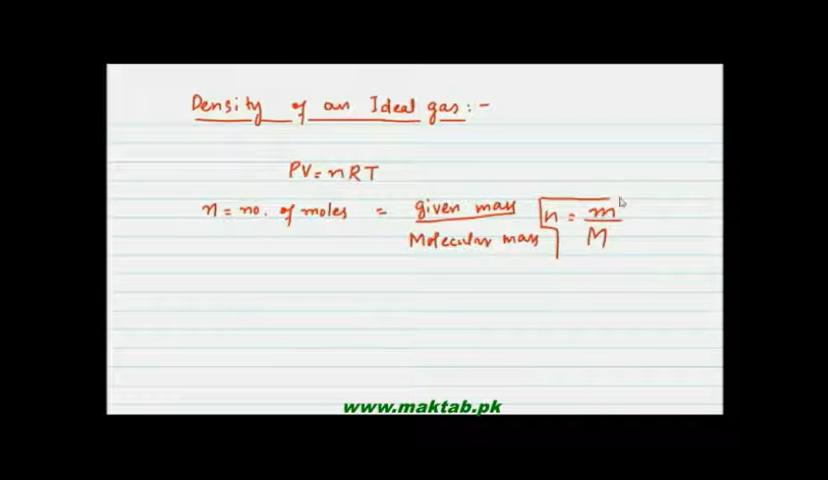 Density of an Ideal gas:-
PV = nRT
n = no. of moles = given mass / Molecular mass n = m / M
www.maktab.pk